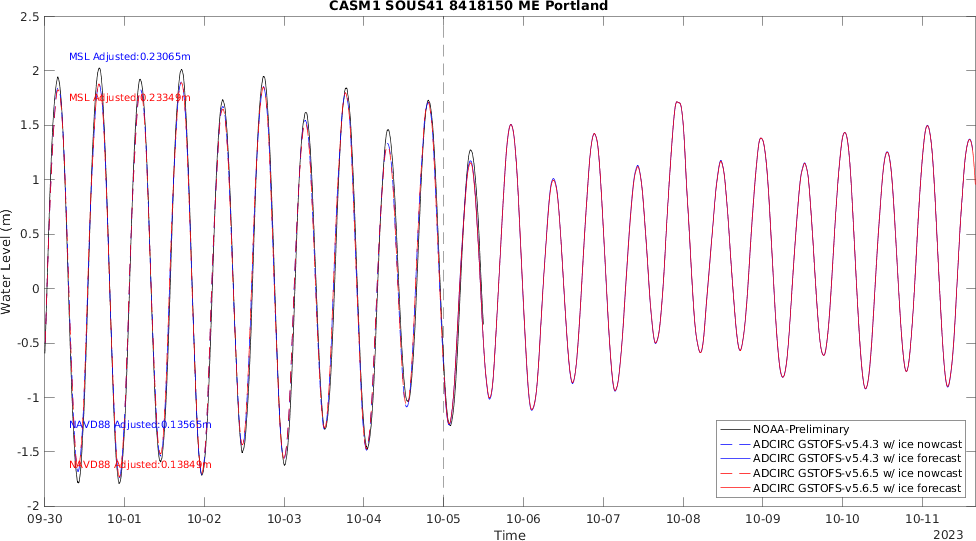 CASM1 SOUS41 8418150 ME Portland
2.5
2
1.5
1
0.5
0
-0.5
-1
-1.5
-2
Water Level (m)
MSL Adjusted:0.23065m
MSL Adjusted:0.23349m
NAVD88 Adjusted:0.13565m
NAVD88 Adjusted:0.13849m
NOAA-Preliminary
ADCIRC GSTOFS-v5.4.3 w/ ice nowcast
ADCIRC GSTOFS-v5.4.3 w/ ice forecast
ADCIRC GSTOFS-v5.6.5 w/ ice nowcast
ADCIRC GSTOFS-v5.6.5 w/ ice forecast
09-30 10-01 10-02 10-03 10-04 10-05 10-06 10-07 10-08 10-09 10-10 10-11
Time
2023